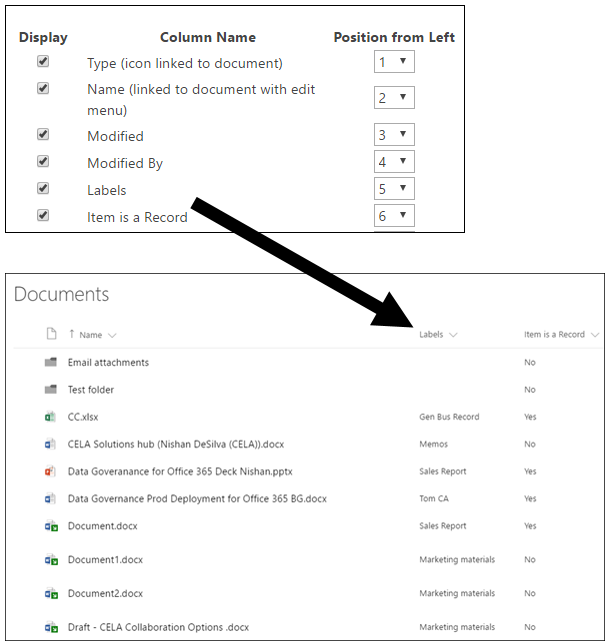 Display Column Name Position from Left
Type (icon linked to document) 1
Name (linked to document with edit
menu) 2
Modified 3
Modified By 4
Labels 5
Item is a Record 6
Documents
Name Labels Item is a Record
Email attachments No
Test folder No
CC.xlsx Gen Bus Record Yes
CELA Solutions hub (Nishan DeSilva (CELA)).docx Memos No
Data Goveranance for Office 365 Deck Nishan.pptx Sales Report Yes
Data Governance Prod Deployment for Office 365 BG.docx Tom CA Yes
Document.docx Sales Report Yes
Document1.docx Marketing materials No
Document2.docx Marketing materials No
Draft - CELA Collaboration Options .docx Marketing materials No